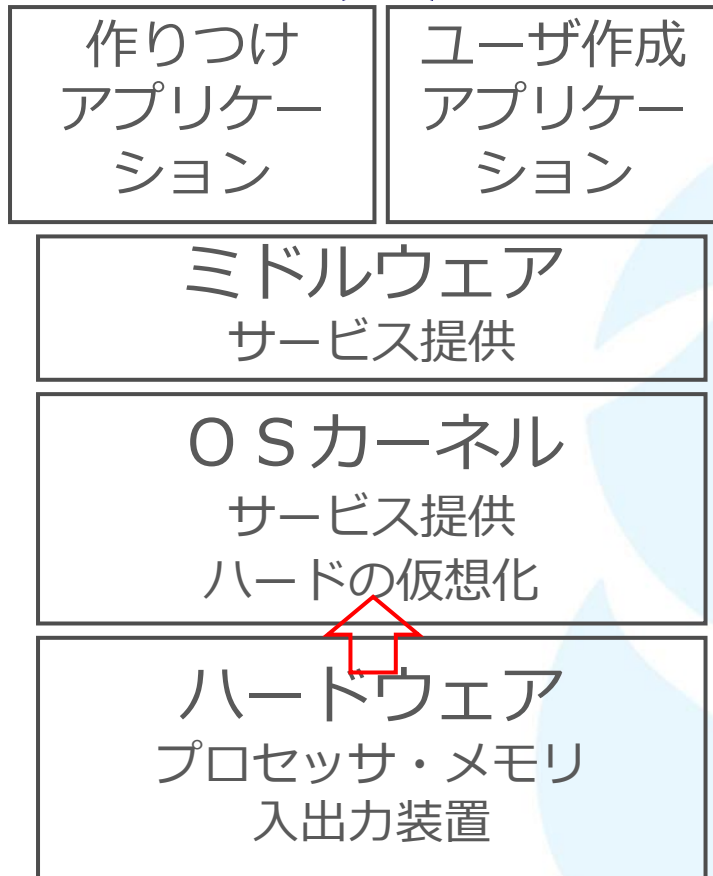 作りつけ
アプリケー
ション
ユーザ作成
アプリケー
ション
ミドルウェア
サービス提供
ＯＳカーネル
サービス提供
ハードの仮想化
ハードウェア
プロセッサ・メモリ
入出力装置